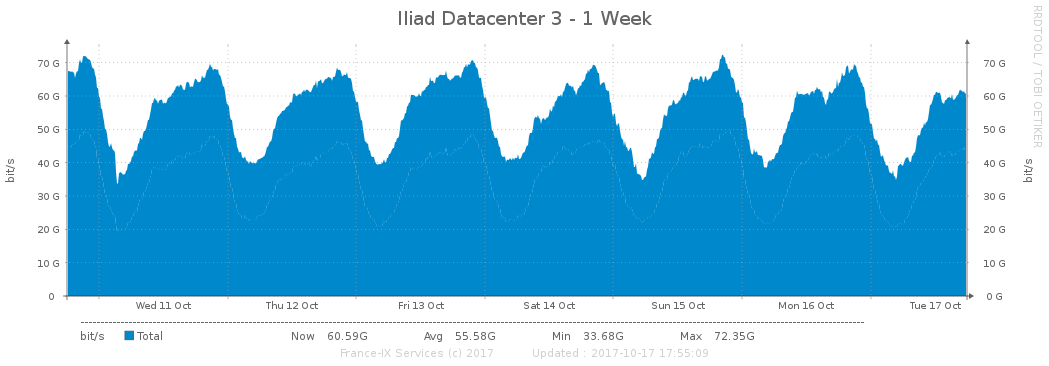 Iliad Datacenter 3 - 1 Week
RRDTOOL / TOBI OETIKER
bit/s
70 G 70 G
60 G 60 G
50 G 50 G
40 G 40 G
30 G 30 G
20 G 20 G
10 G 10 G
0 0 G
bit/s
Wed 11 Oct Thu 12 Oct Fri 13 Oct Sat 14 Oct Sun 15 Oct Mon 16 Oct Tue 17 Oct
bit/s Total Now 60.59G Avg 55.58G Min 33.68G Max 72.35G
France-IX Services (c) 2017 Updated : 2017-10-17 17:55:09